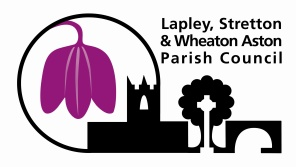 Lapley, Stretton
& Wheaton Aston
Parish Council